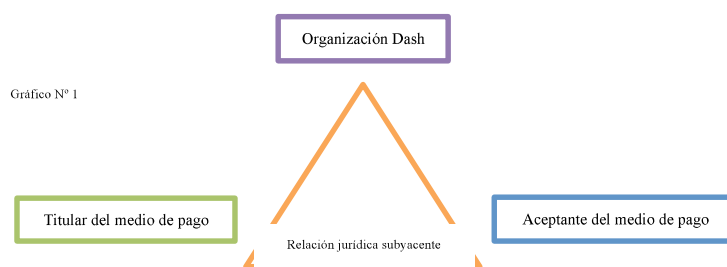 Organización Dash
Gráfico Nº 1
Titular del medio de pago
Aceptante del medio de pago
Relación jurídica subyacente